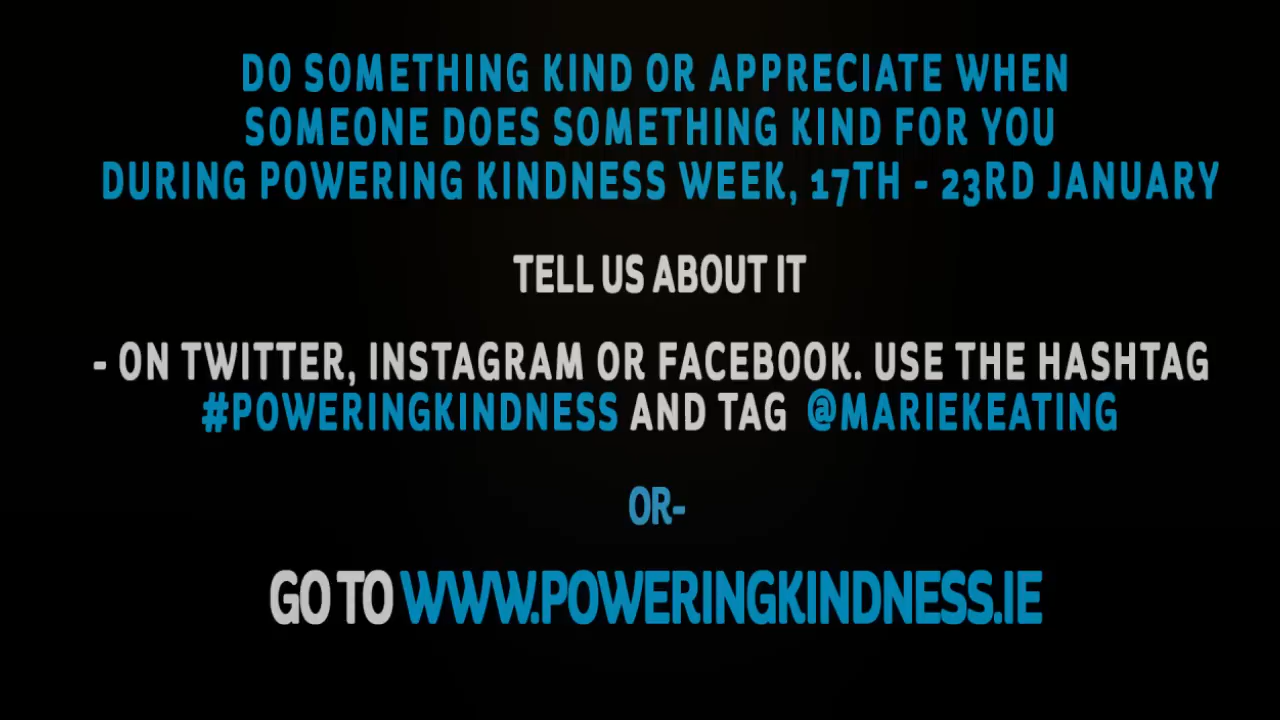 DO SOMETHING KIND OR APPRECIATE WHEN
SOMEONE DOES SOMETHING KIND FOR YOU
DURING POWERING KINDNESS WEEK, 17TH - 23RD JANUARY
TELL US ABOUT IT
- ON TWITTER, INSTAGRAM OR FACEBOOK. USE THE HASHTAG
#POWERINGKINDNESS AND TAG @MARIEKEATING
OR-
GO TO WWW.POWERINGKINDNESS.IE